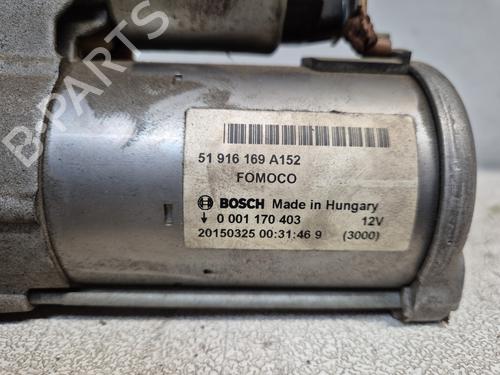 B-PARTS
51 916 169 A152
FOMOCO
BOSCH Made in Hungary
0 001 170 403 12V
20150325 00:31:46 9 (3000)